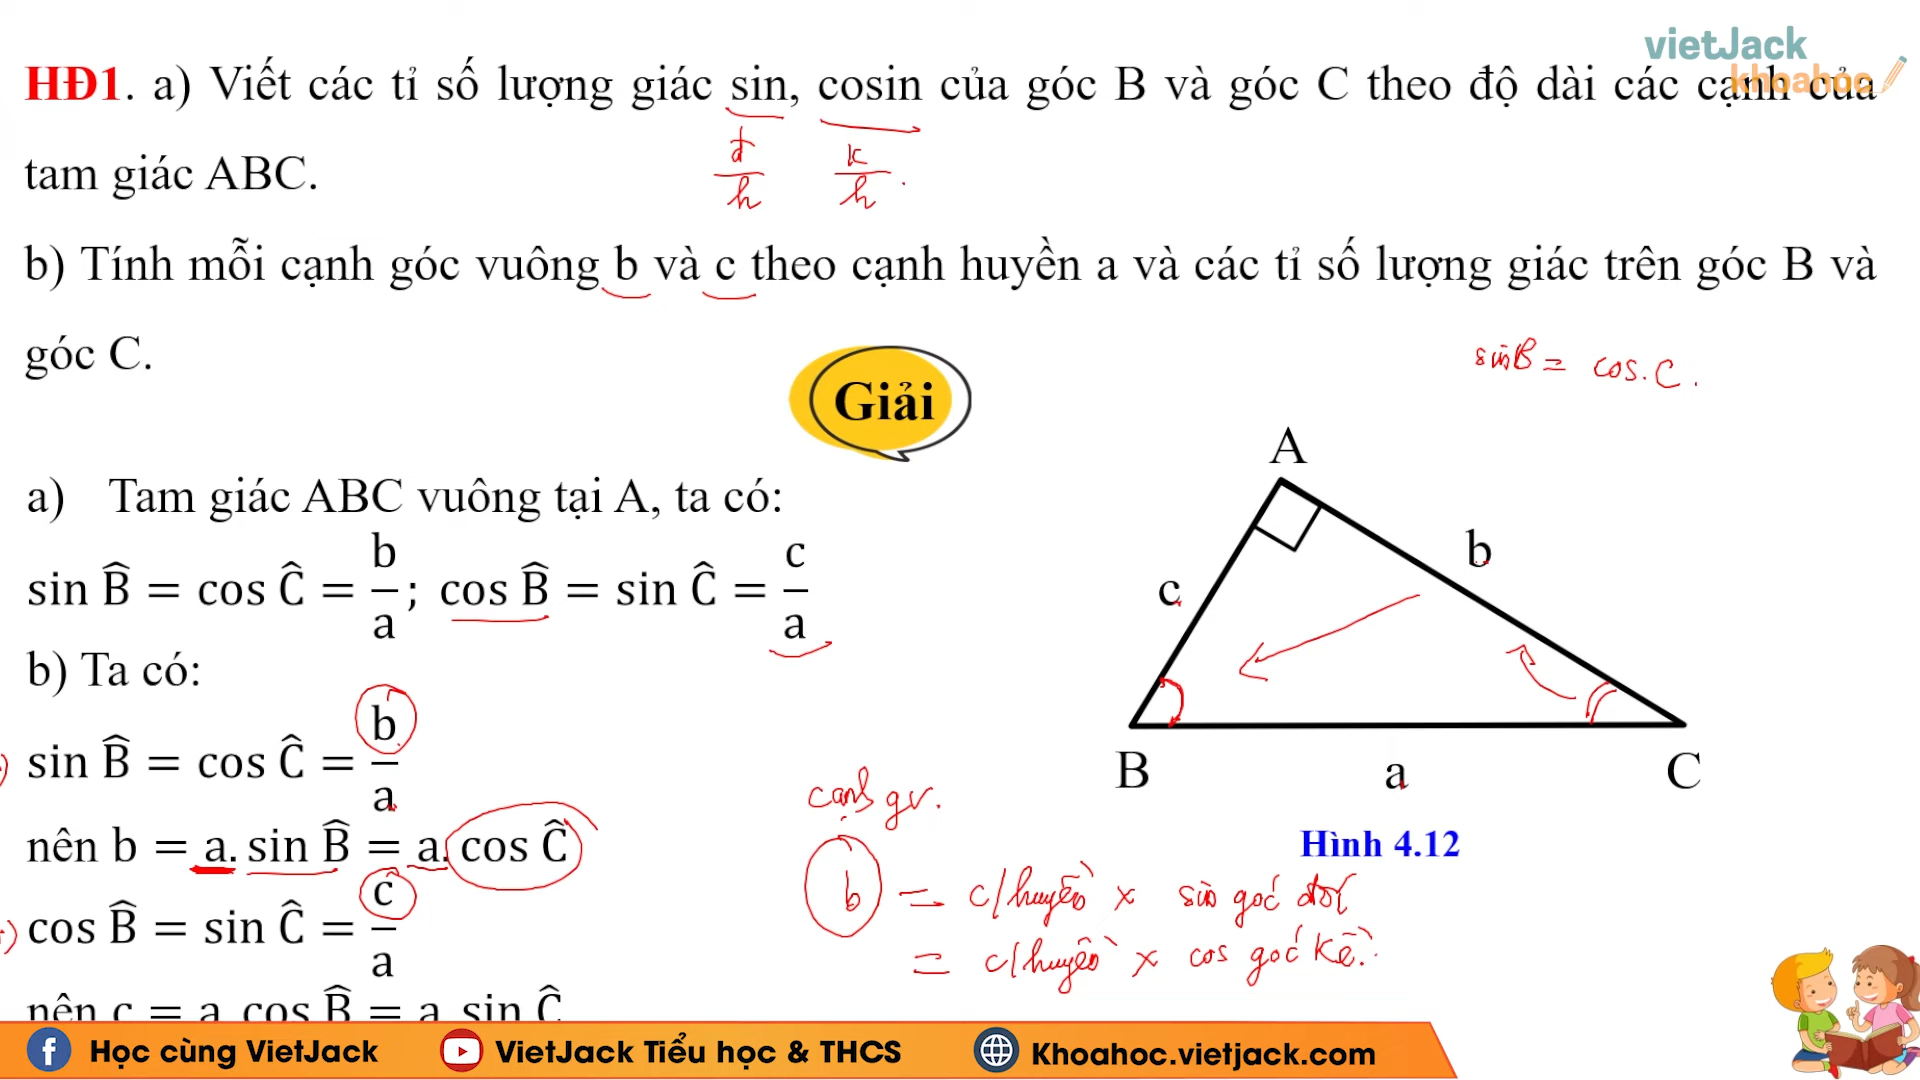 vietJack
khoahoc
HĐ1. a) Viết các tỉ số lượng giác sin, cosin của góc B và góc C theo độ dài các cạnh của
tam giác ABC.
đ/h k/h.
b) Tính mỗi cạnh góc vuông b và c theo cạnh huyền a và các tỉ số lượng giác trên góc B và
góc C.
sinB = cos.C.
Giải
a) Tam giác ABC vuông tại A, ta có:
sin B̂ = cos Ĉ = b/a; cos B̂ = sin Ĉ = c/a
b) Ta có:
sin B̂ = cos Ĉ = b/a
nên b = a. sin B̂ = a. cos Ĉ
cos B̂ = sin Ĉ = c/a
nên c = a. cos B̂ = a. sin Ĉ
A
b
c
B
a
C
Hình 4.12
cạnh gv.
b = c/huyền x sin góc đối
= c/huyền x cos góc kề.
Học cùng VietJack
VietJack Tiểu học & THCS
Khoahoc.vietjack.com